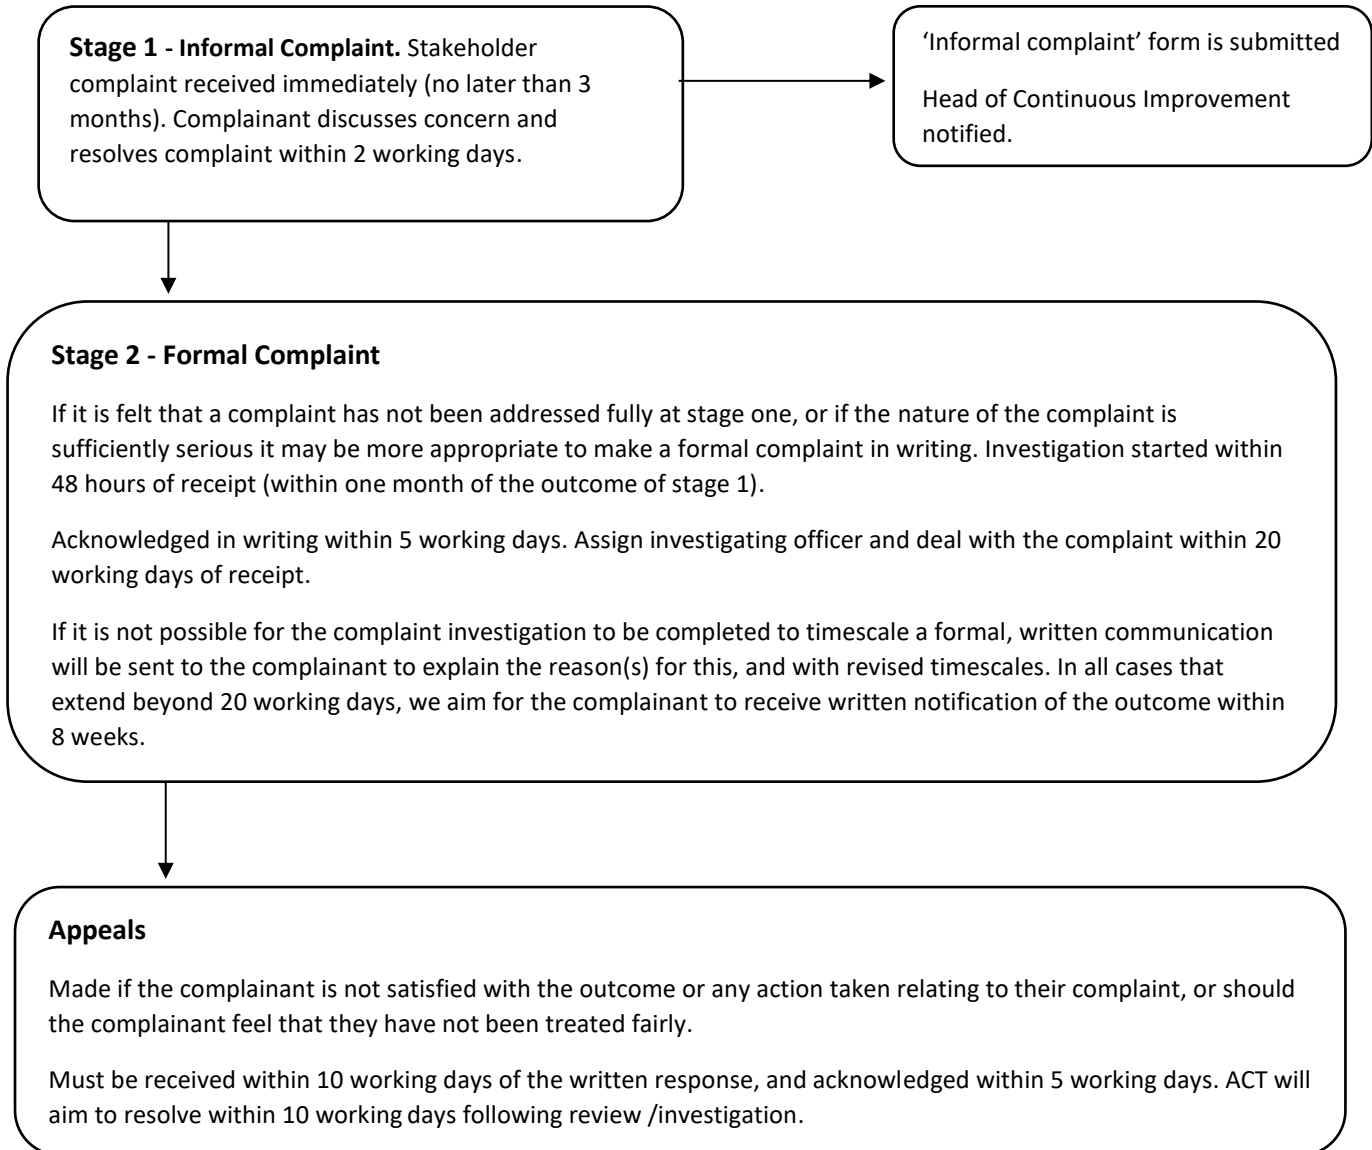 Stage 1 - Informal Complaint. Stakeholder
complaint received immediately (no later than 3
months). Complainant discusses concern and
resolves complaint within 2 working days.
‘Informal complaint’ form is submitted
Head of Continuous Improvement
notified.
Stage 2 - Formal Complaint
If it is felt that a complaint has not been addressed fully at stage one, or if the nature of the complaint is
sufficiently serious it may be more appropriate to make a formal complaint in writing. Investigation started within
48 hours of receipt (within one month of the outcome of stage 1).
Acknowledged in writing within 5 working days. Assign investigating officer and deal with the complaint within 20
working days of receipt.
If it is not possible for the complaint investigation to be completed to timescale a formal, written communication
will be sent to the complainant to explain the reason(s) for this, and with revised timescales. In all cases that
extend beyond 20 working days, we aim for the complainant to receive written notification of the outcome within
8 weeks.
Appeals
Made if the complainant is not satisfied with the outcome or any action taken relating to their complaint, or should
the complainant feel that they have not been treated fairly.
Must be received within 10 working days of the written response, and acknowledged within 5 working days. ACT will
aim to resolve within 10 working days following review /investigation.